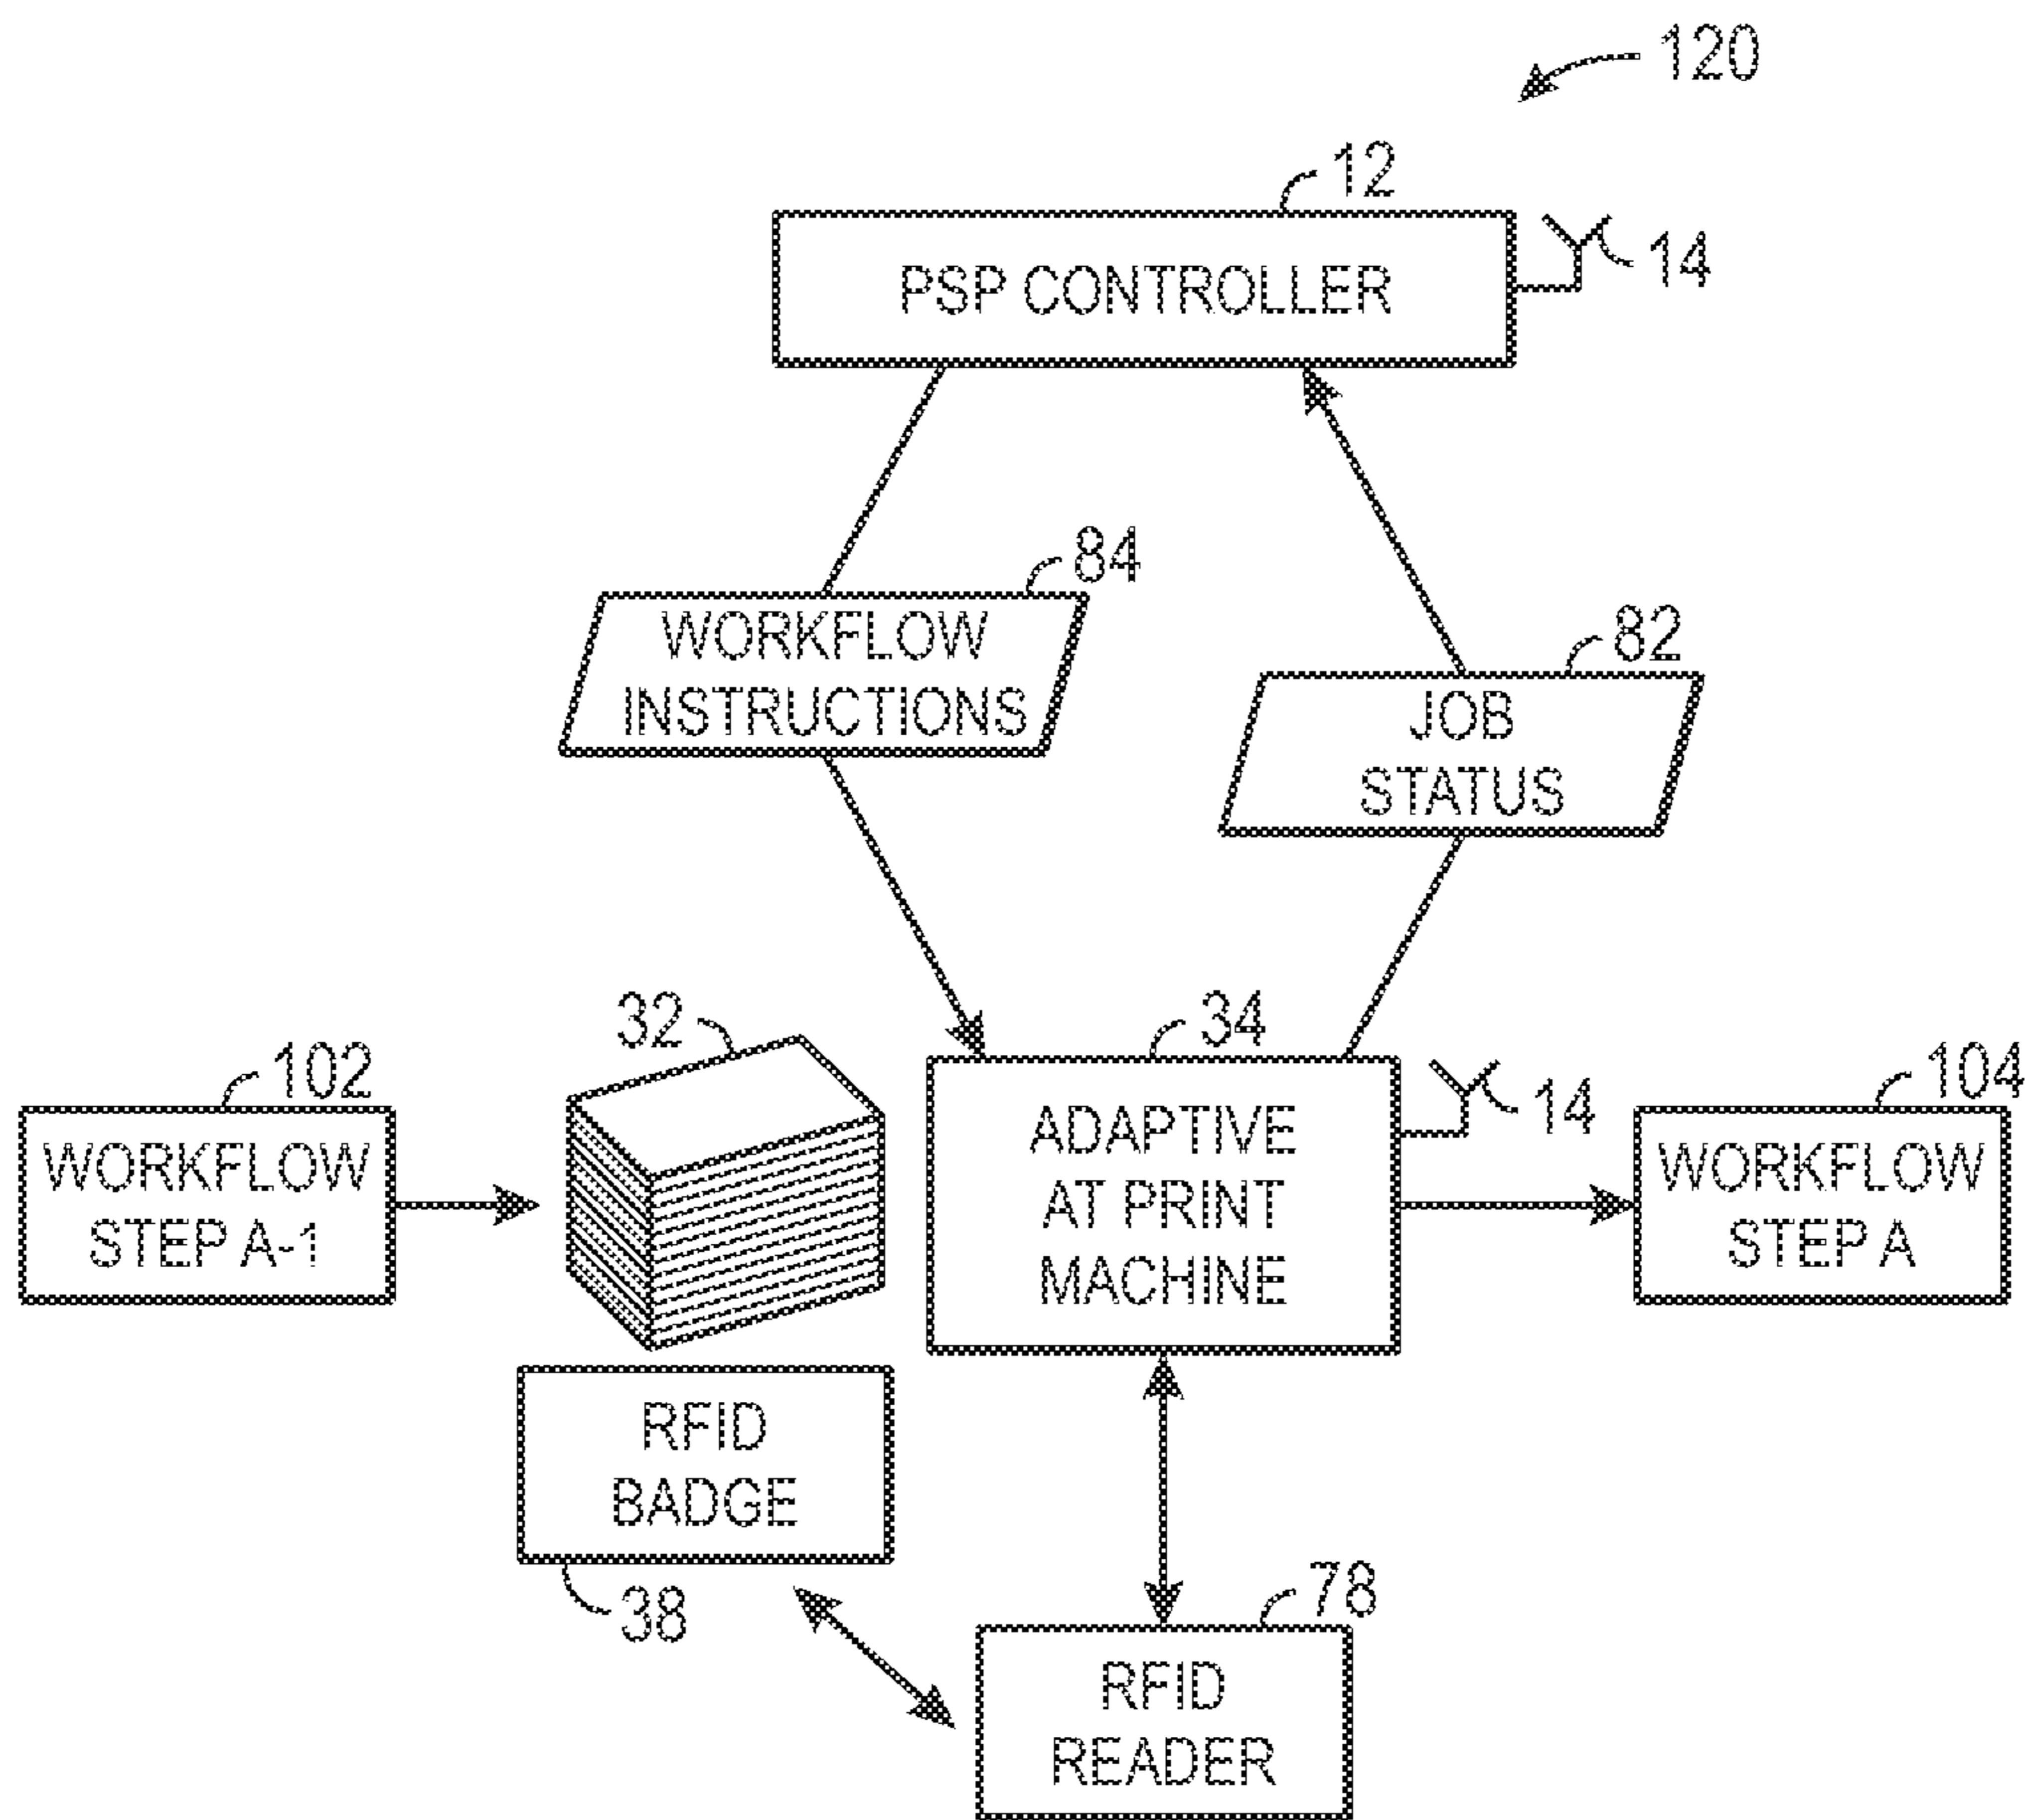 120
12
PSP CONTROLLER
14
84
WORKFLOW
INSTRUCTIONS
82
JOB
STATUS
32
34
102
WORKFLOW
STEP A-1
ADAPTIVE
AT PRINT
MACHINE
14
104
WORKFLOW
STEP A
RFID
BADGE
38
78
RFID
READER